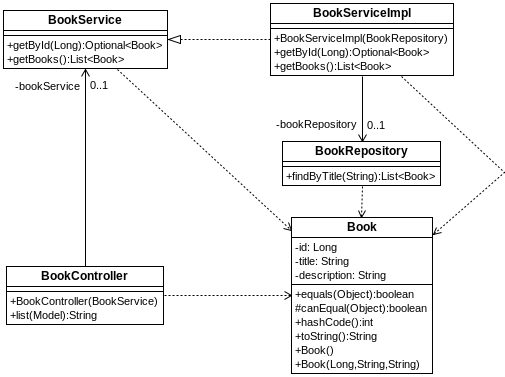 BookService
+getById(Long):Optional<Book>
+getBooks():List<Book>
BookServiceImpl
+BookServiceImpl(BookRepository)
+getById(Long):Optional<Book>
+getBooks():List<Book>
-bookService
0..1
-bookRepository
0..1
BookRepository
+findByTitle(String):List<Book>
Book
-id: Long
-title: String
-description: String
+equals(Object):boolean
#canEqual(Object):boolean
+hashCode():int
+toString():String
+Book()
+Book(Long,String,String)
BookController
+BookController(BookService)
+list(Model):String